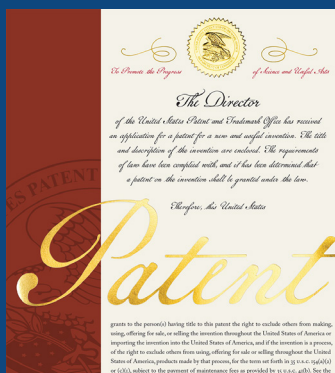 To Promote the Progress of Science and Useful Arts
The Director
of the United States Patent and Trademark Office has received
an application for a patent for a new and useful invention. The title
and description of the invention are enclosed. The requirements
of law have been complied with, and it has been determined that
a patent on the invention shall be granted under the law.
Therefore, this United States
ES PATENT
Patent
grants to the person(s) having title to this patent the right to exclude others from making,
using, offering for sale, or selling the invention throughout the United States of America or
importing the invention into the United States of America, and if the invention is a process,
of the right to exclude others from using, offering for sale or selling throughout the United
States of America, products made by that process, for the term set forth in 35 U.S.C. 154(a)(2)
or (c)(1), subject to the payment of maintenance fees as provided by 35 U.S.C. 41(b). See the